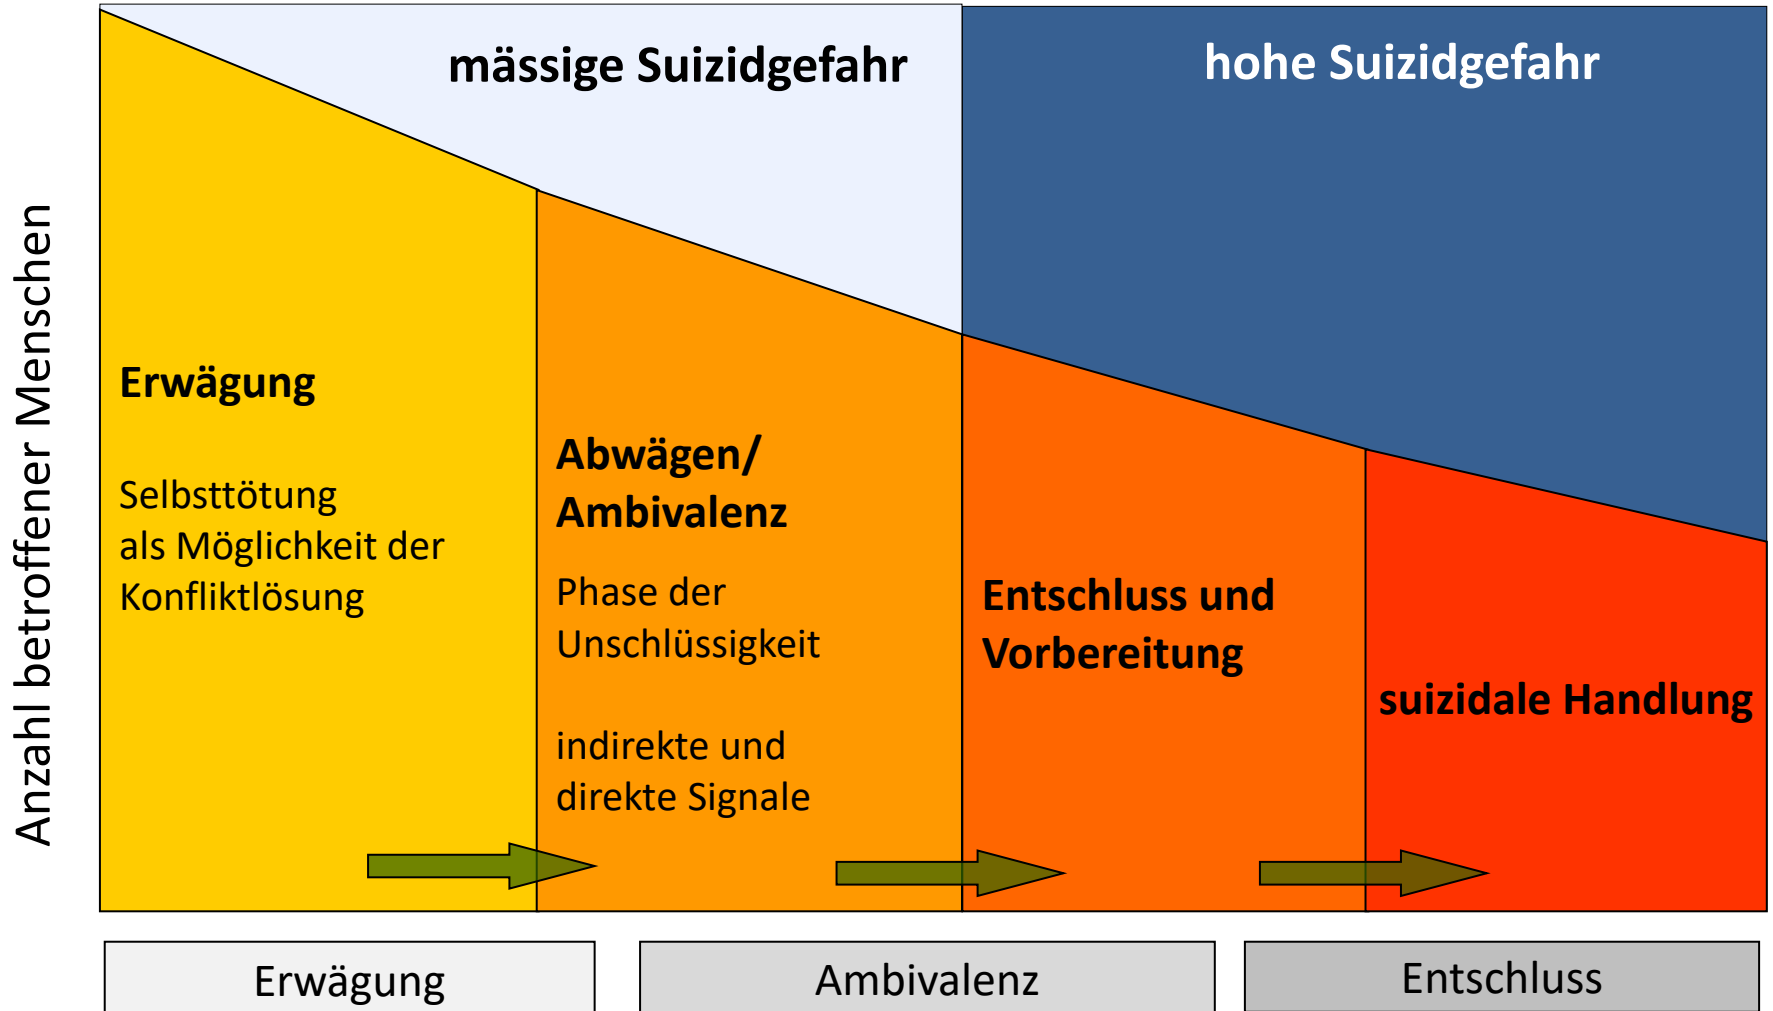 mässige Suizidgefahr
hohe Suizidgefahr
Anzahl betroffener Menschen
Erwägung
Selbsttötung
als Möglichkeit der
Konfliktlösung
Abwägen/
Ambivalenz
Phase der
Unschlüssigkeit
indirekte und
direkte Signale
Entschluss und
Vorbereitung
suizidale Handlung
Erwägung
Ambivalenz
Entschluss